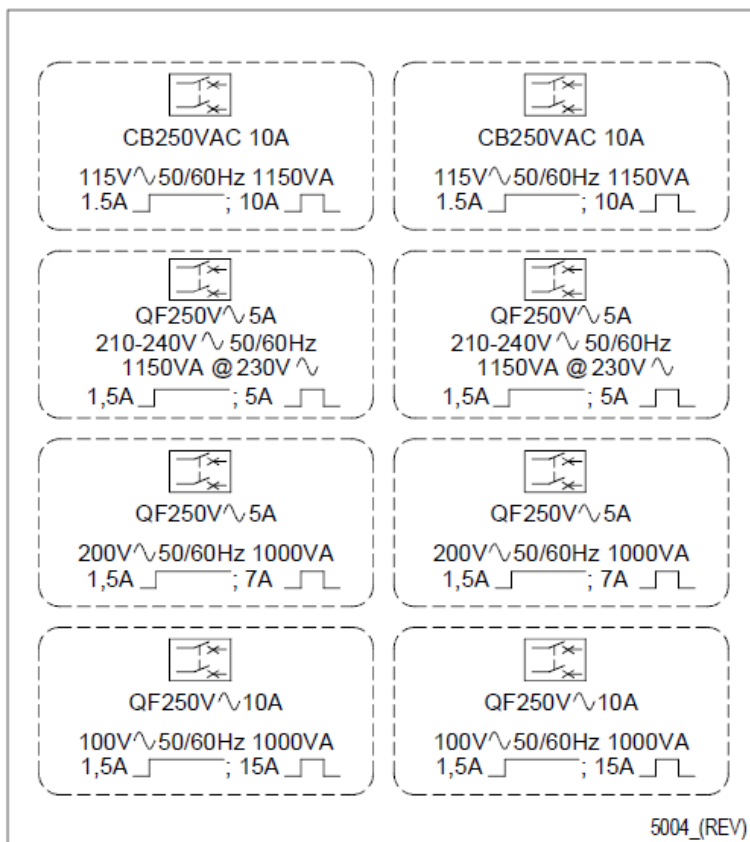 CB250VAC 10A
115V∿50/60Hz 1150VA
1.5A ; 10A
CB250VAC 10A
115V∿50/60Hz 1150VA
1.5A ; 10A
QF250V∿5A
210-240V∿ 50/60Hz
1150VA @230V∿
1,5A ; 5A
QF250V∿5A
210-240V∿ 50/60Hz
1150VA @230V∿
1,5A ; 5A
QF250V∿5A
200V∿50/60Hz 1000VA
1,5A ; 7A
QF250V∿5A
200V∿50/60Hz 1000VA
1,5A ; 7A
QF250V∿10A
100V∿50/60Hz 1000VA
1,5A ; 15A
QF250V∿10A
100V∿50/60Hz 1000VA
1,5A ; 15A
5004_(REV)